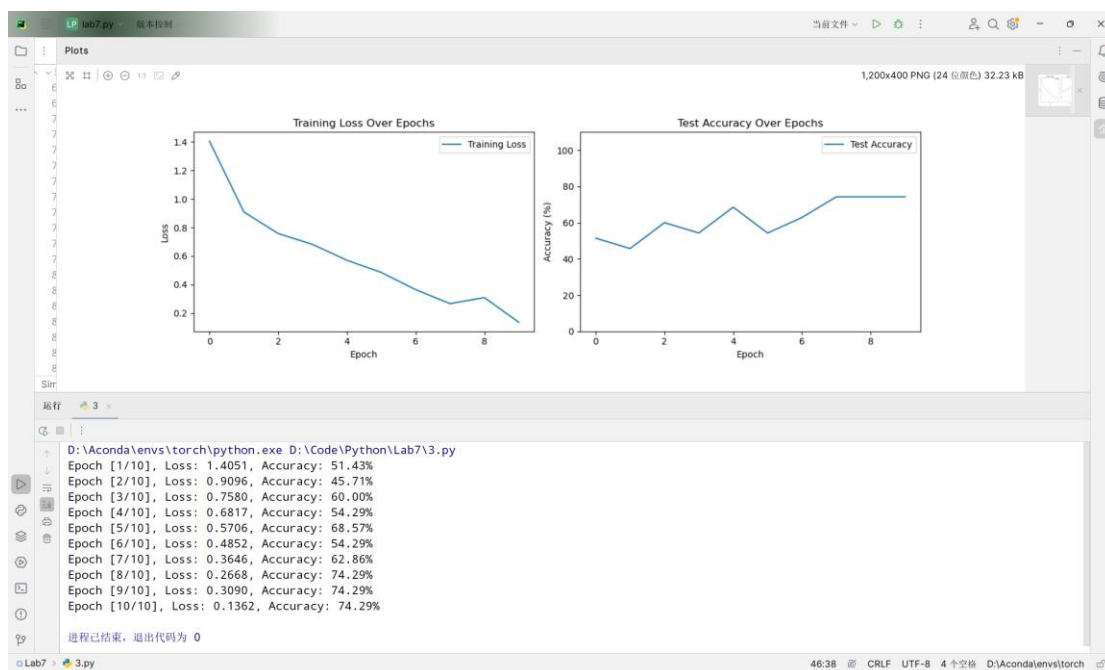 lab7.py 版本控制 当前文件
Plots
1:1 1,200x400 PNG (24 位颜色) 32.23 kB
Training Loss Over Epochs
Training Loss
Loss
1.4
1.2
1.0
0.8
0.6
0.4
0.2
0 2 4 6 8
Epoch
Test Accuracy Over Epochs
Test Accuracy
Accuracy (%)
100
80
60
40
20
0
0 2 4 6 8
Epoch
运行 3
D:\Aconda\envs\torch\python.exe D:\Code\Python\Lab7\3.py
Epoch [1/10], Loss: 1.4051, Accuracy: 51.43%
Epoch [2/10], Loss: 0.9096, Accuracy: 45.71%
Epoch [3/10], Loss: 0.7580, Accuracy: 60.00%
Epoch [4/10], Loss: 0.6817, Accuracy: 54.29%
Epoch [5/10], Loss: 0.5706, Accuracy: 68.57%
Epoch [6/10], Loss: 0.4852, Accuracy: 54.29%
Epoch [7/10], Loss: 0.3646, Accuracy: 62.86%
Epoch [8/10], Loss: 0.2668, Accuracy: 74.29%
Epoch [9/10], Loss: 0.3090, Accuracy: 74.29%
Epoch [10/10], Loss: 0.1362, Accuracy: 74.29%
进程已结束，退出代码为 0
Lab7 > 3.py 46:38 CRLF UTF-8 4 个空格 D:\Aconda\envs\torch